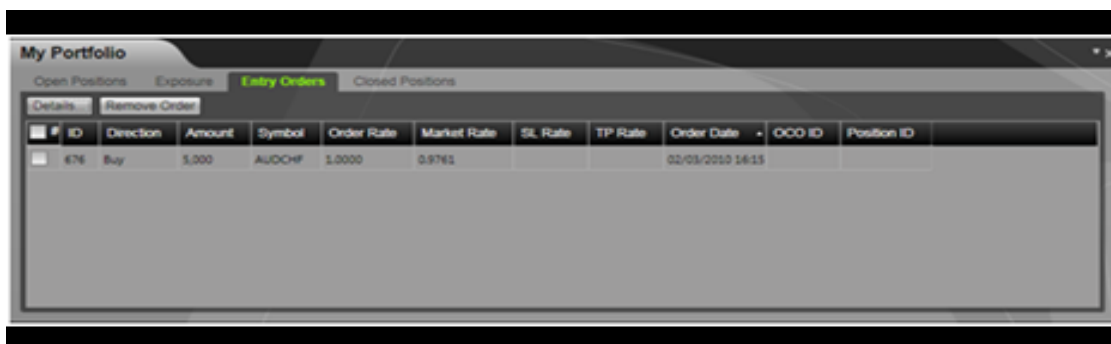 My Portfolio
Open Positions Exposure Entry Orders Closed Positions
Details... Remove Order
# ID Direction Amount Symbol Order Rate Market Rate SL Rate TP Rate Order Date OCO ID Position ID
676 Buy 5,000 AUDCHF 1.0000 0.9761 02/03/2010 16:15